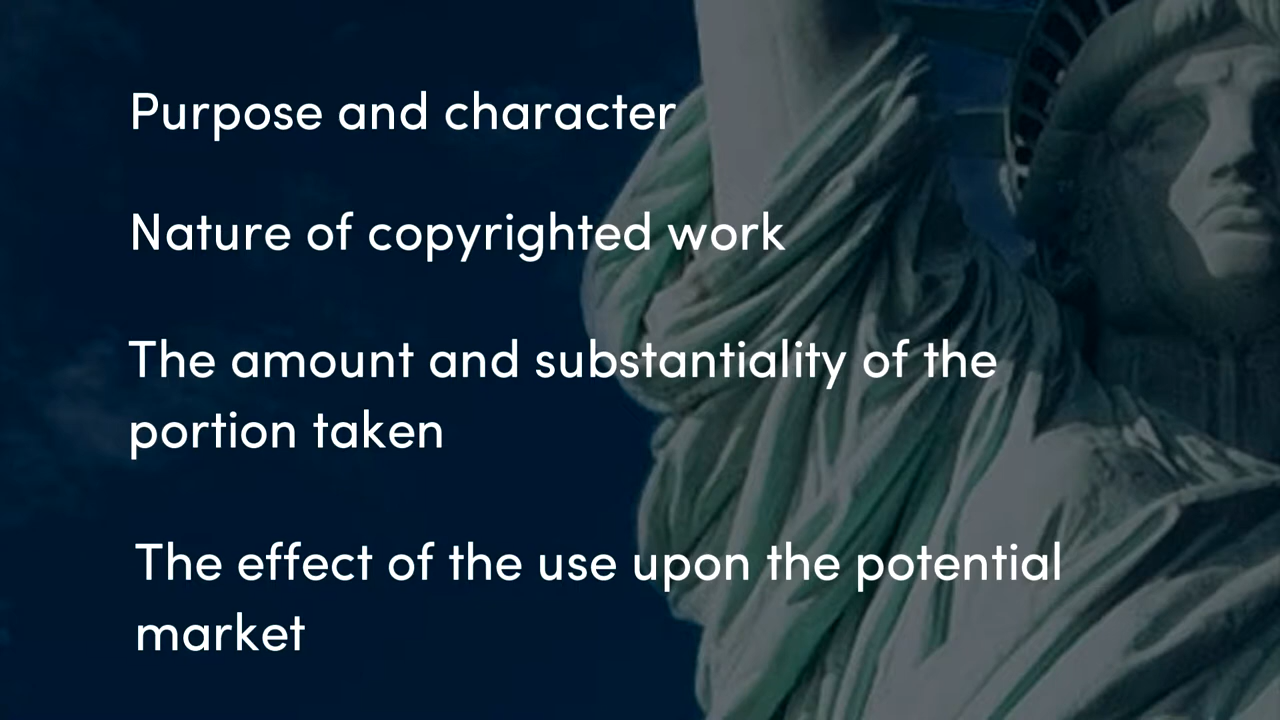 Purpose and character
Nature of copyrighted work
The amount and substantiality of the
portion taken
The effect of the use upon the potential
market